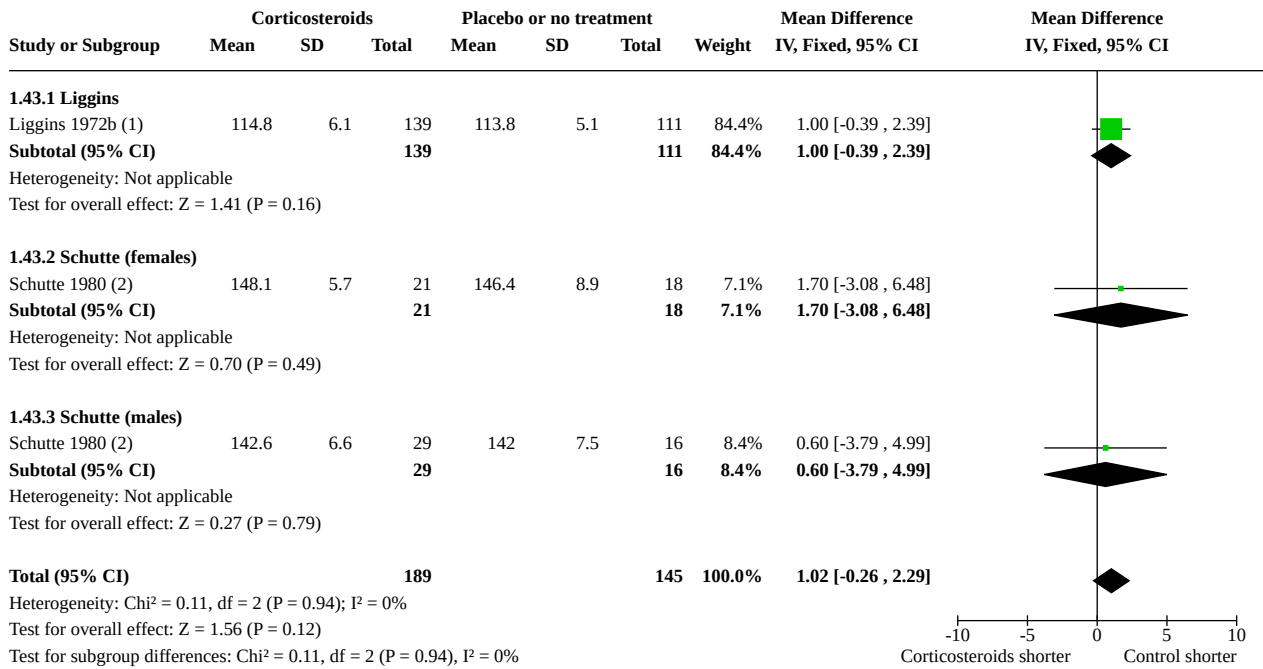 Corticosteroids Placebo or no treatment Mean Difference Mean Difference
Study or Subgroup Mean SD Total Mean SD Total Weight IV, Fixed, 95% CI IV, Fixed, 95% CI
1.43.1 Liggins
Liggins 1972b (1) 114.8 6.1 139 113.8 5.1 111 84.4% 1.00 [-0.39 , 2.39]
Subtotal (95% CI) 139 111 84.4% 1.00 [-0.39 , 2.39]
Heterogeneity: Not applicable
Test for overall effect: Z = 1.41 (P = 0.16)
1.43.2 Schutte (females)
Schutte 1980 (2) 148.1 5.7 21 146.4 8.9 18 7.1% 1.70 [-3.08 , 6.48]
Subtotal (95% CI) 21 18 7.1% 1.70 [-3.08 , 6.48]
Heterogeneity: Not applicable
Test for overall effect: Z = 0.70 (P = 0.49)
1.43.3 Schutte (males)
Schutte 1980 (2) 142.6 6.6 29 142 7.5 16 8.4% 0.60 [-3.79 , 4.99]
Subtotal (95% CI) 29 16 8.4% 0.60 [-3.79 , 4.99]
Heterogeneity: Not applicable
Test for overall effect: Z = 0.27 (P = 0.79)
Total (95% CI) 189 145 100.0% 1.02 [-0.26 , 2.29]
Heterogeneity: Chi² = 0.11, df = 2 (P = 0.94); I² = 0%
Test for overall effect: Z = 1.56 (P = 0.12)
-10 -5 0 5 10
Test for subgroup differences: Chi² = 0.11, df = 2 (P = 0.94), I² = 0% Corticosteroids shorter Control shorter